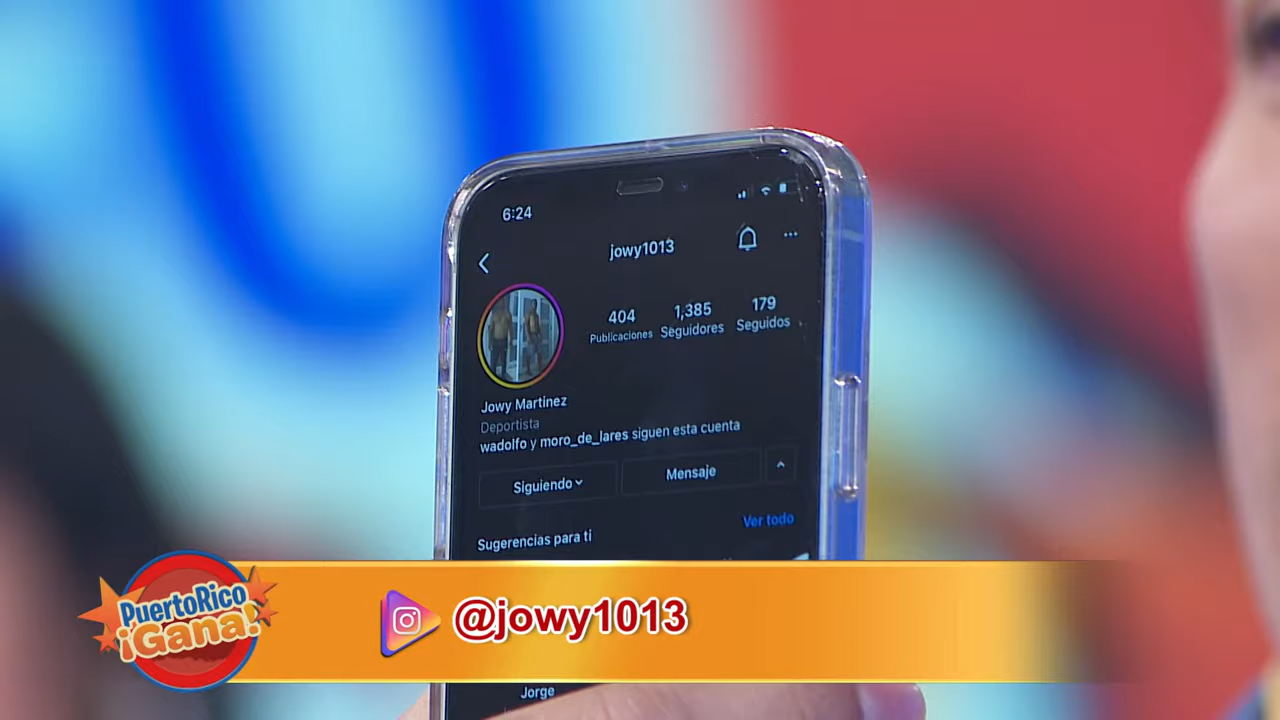 6:24
jowy1013
404 1,385 179
Publicaciones Seguidores Seguidos
Jowy Martinez
Deportista
wadolfo y moro_de_lares siguen esta cuenta
Siguiendo Mensaje
Sugerencias para ti Ver todo
PuertoRico
¡Gana!
@jowy1013
Jorge